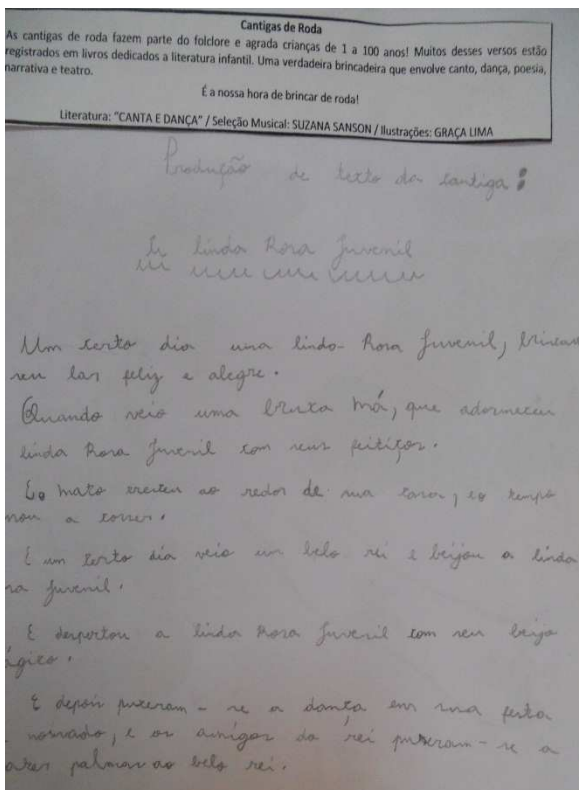 Cantigas de Roda
As cantigas de roda fazem parte do folclore e agrada crianças de 1 a 100 anos! Muitos desses versos estão
registrados em livros dedicados a literatura infantil. Uma verdadeira brincadeira que envolve canto, dança, poesia,
narrativa e teatro.
É a nossa hora de brincar de roda!
Literatura: "CANTA E DANÇA" / Seleção Musical: SUZANA SANSON / Ilustrações: GRAÇA LIMA
Produção de texto da cantiga:
linda Rosa Juvenil
Um certo dia uma linda Rosa Juvenil,
seu lar feliz e alegre.
Quando veio uma bruxa má, que adormeceu
linda Rosa Juvenil com seus feitiços.
E o mato cresceu ao redor de sua casa, e o tempo
a correr.
E um certo dia veio um belo rei e beijou a linda
Juvenil.
E despertou a linda Rosa Juvenil com seu beijo
E depois puzeram-se a dança em uma festa
e os amigos do rei puzeram-se a
palmas ao belo rei.